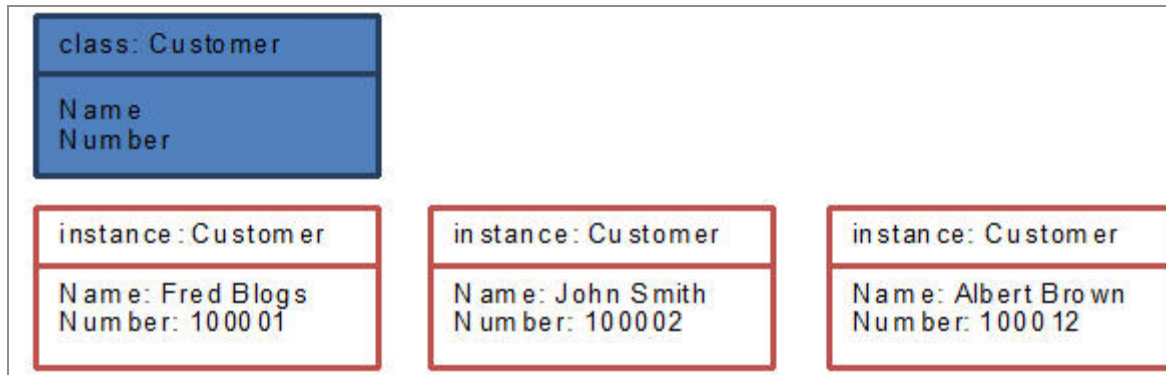 class: Customer
Name
Number
instance: Customer
Name: Fred Blogs
Number: 100001
instance: Customer
Name: John Smith
Number: 100002
instance: Customer
Name: Albert Brown
Number: 100012